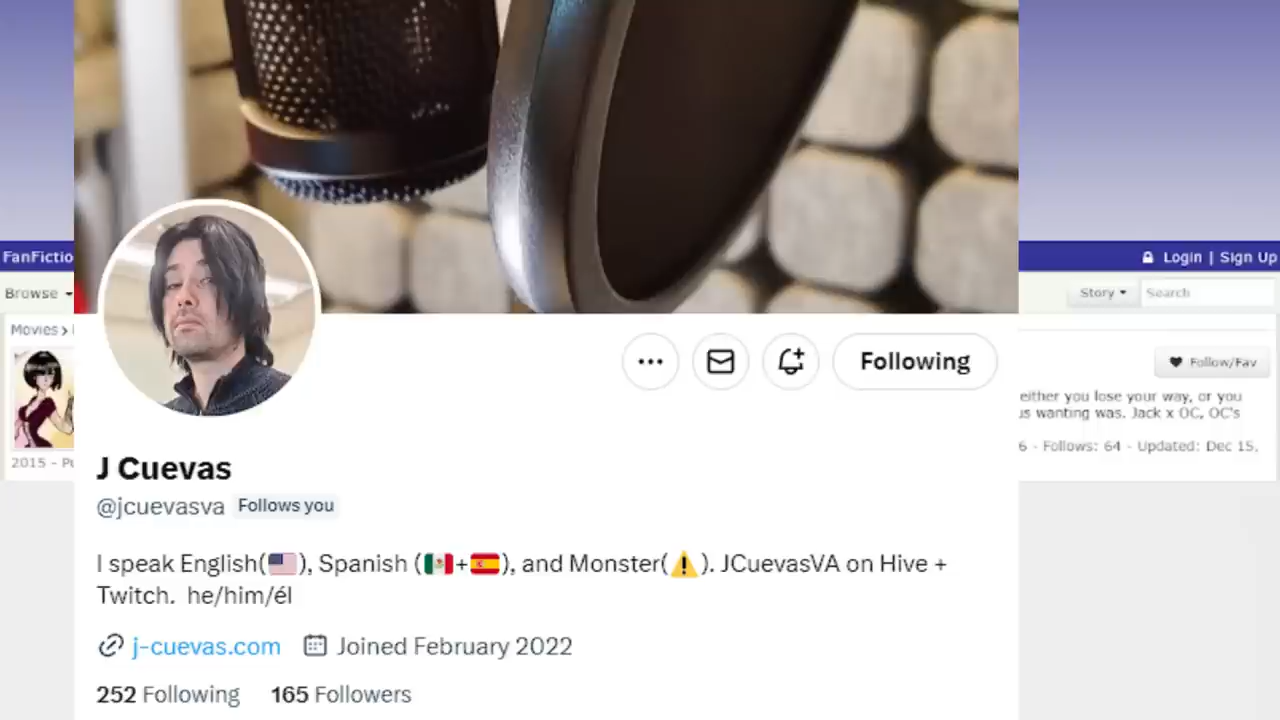 FanFictio
Login | Sign Up
Browse
Story
Search
Movies
Follow/Fav
either you lose your way, or you
wanting was. Jack x OC, OC's
2015 -
6 - Follows: 64 - Updated: Dec 15,
Following
J Cuevas
@jcuevasva Follows you
I speak English(🇺🇸), Spanish (🇲🇽+🇪🇸), and Monster(⚠️). JCuevasVA on Hive +
Twitch. he/him/él
j-cuevas.com Joined February 2022
252 Following 165 Followers